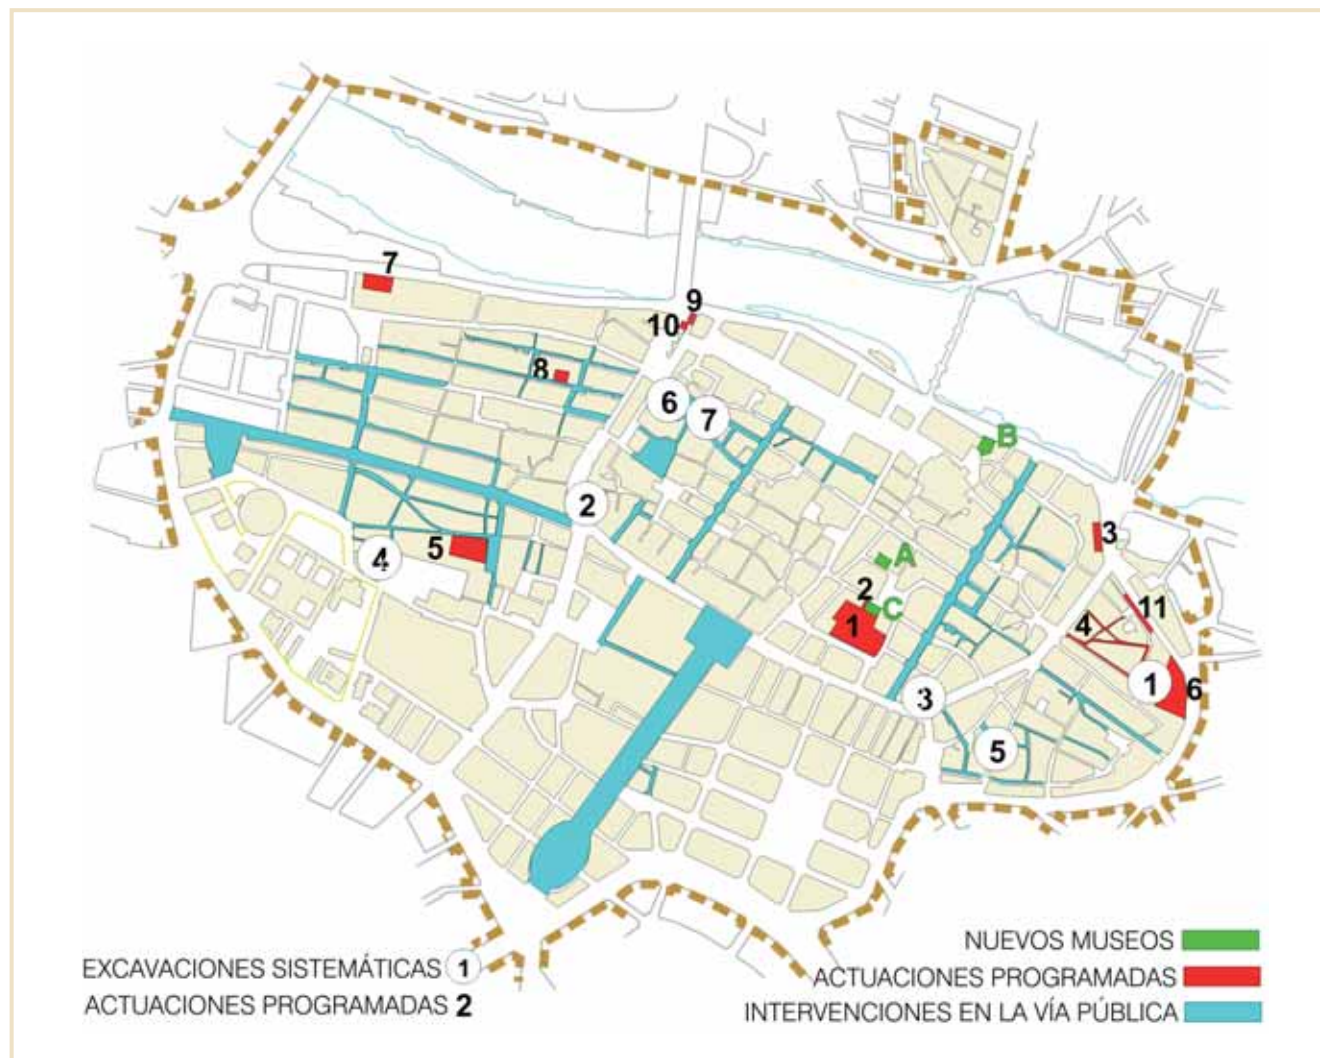 7
9
10
8
6
7
B
2
3
5
4
A
2
C
1
11
4
3
1
6
5
NUEVOS MUSEOS
EXCAVACIONES SISTEMÁTICAS 1
ACTUACIONES PROGRAMADAS
ACTUACIONES PROGRAMADAS 2
INTERVENCIONES EN LA VÍA PÚBLICA